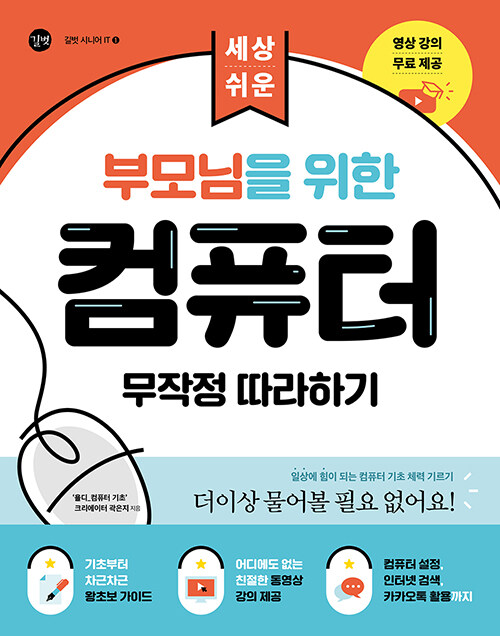 길벗
길벗 시니어 IT 1
세상
쉬운
영상 강의
무료 제공
부모님을 위한
컴퓨터
무작정 따라하기
일상에 힘이 되는 컴퓨터 기초 체력 기르기
더이상 물어볼 필요 없어요!
'율디_컴퓨터 기초'
크리에이터 곽은지 지음
기초부터
차근차근
왕초보 가이드
어디에도 없는
친절한 동영상
강의 제공
컴퓨터 설정,
인터넷 검색,
카카오톡 활용까지